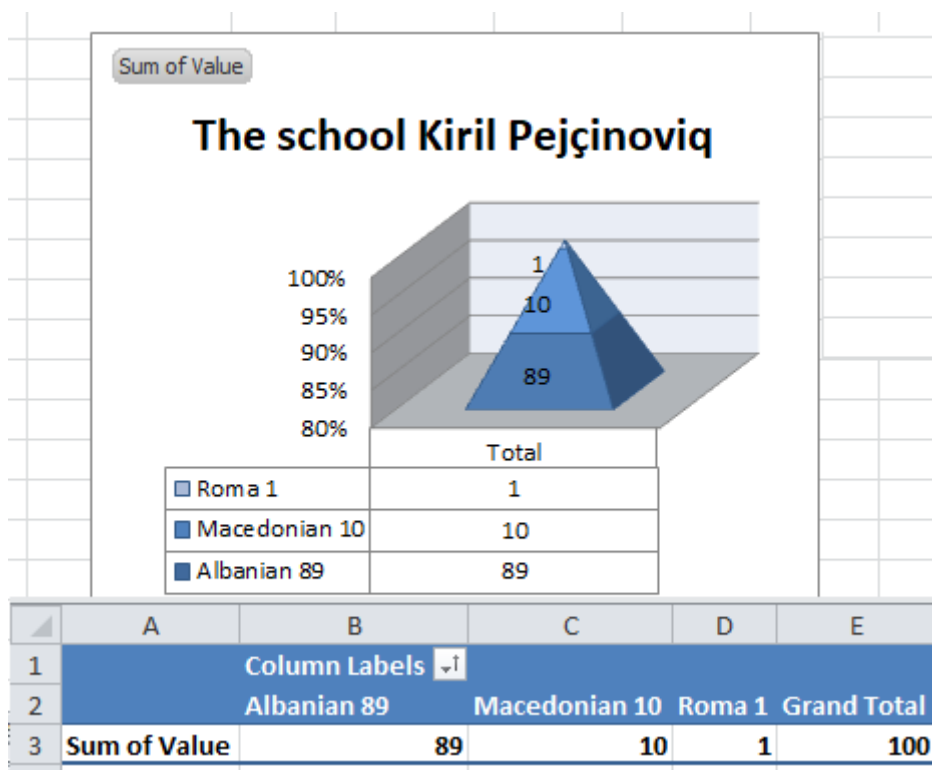 Sum of Value
The school Kiril Pejçinoviq
1
10
89
100%
95%
90%
85%
80%
Total
Roma 1 1
Macedonian 10 10
Albanian 89 89
A B C D E
1 Column Labels
2 Albanian 89 Macedonian 10 Roma 1 Grand Total
3 Sum of Value 89 10 1 100